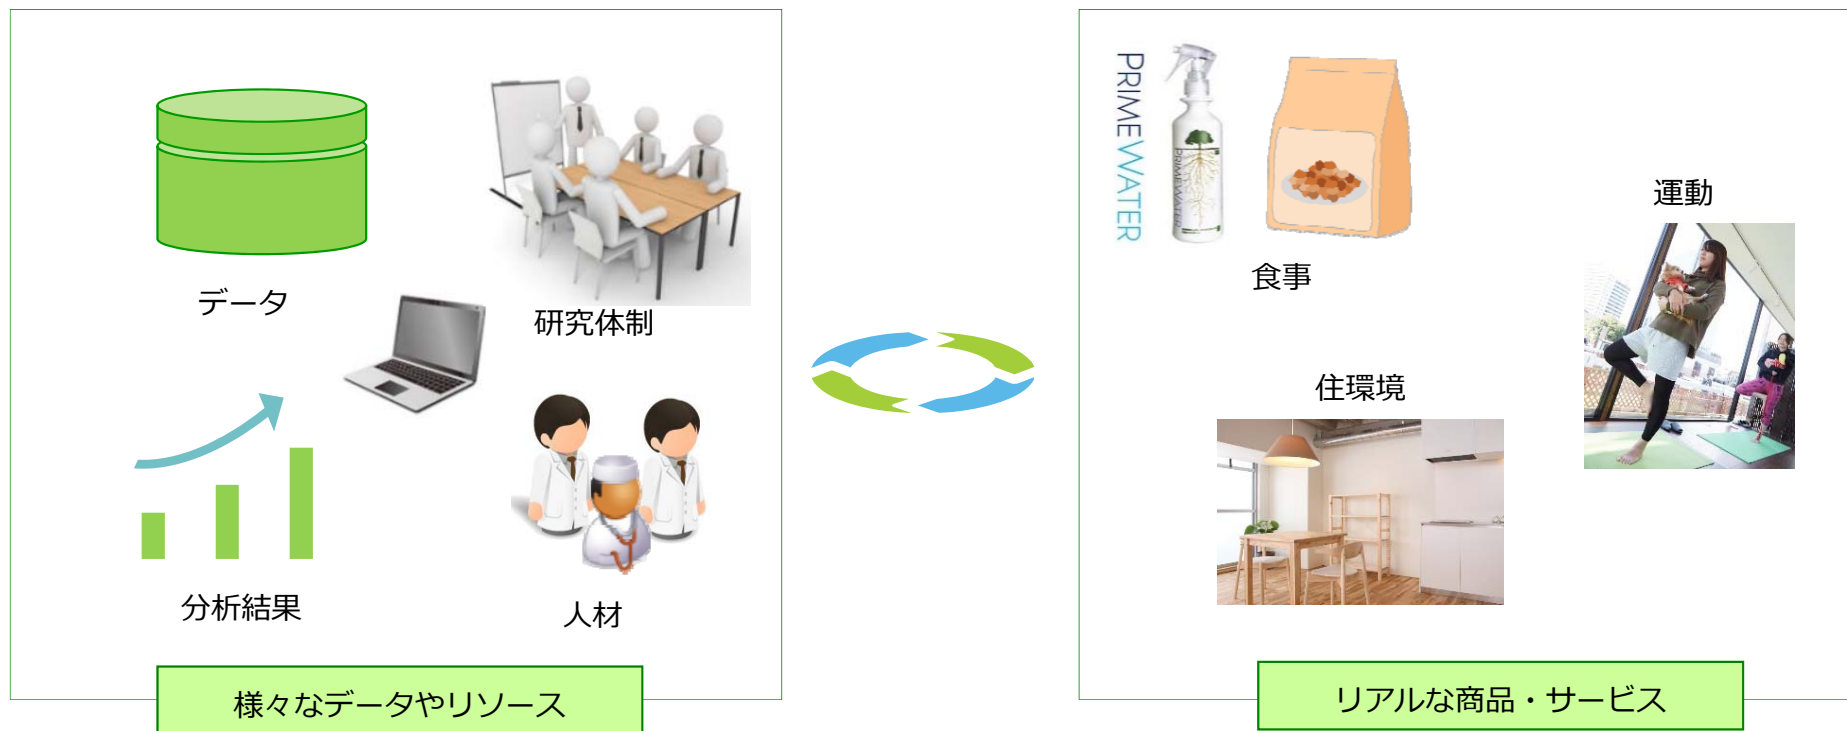 データ
研究体制
分析結果
人材
様々なデータやリソース
PRIMEWATER
PRIMEWATER
食事
運動
住環境
リアルな商品・サービス